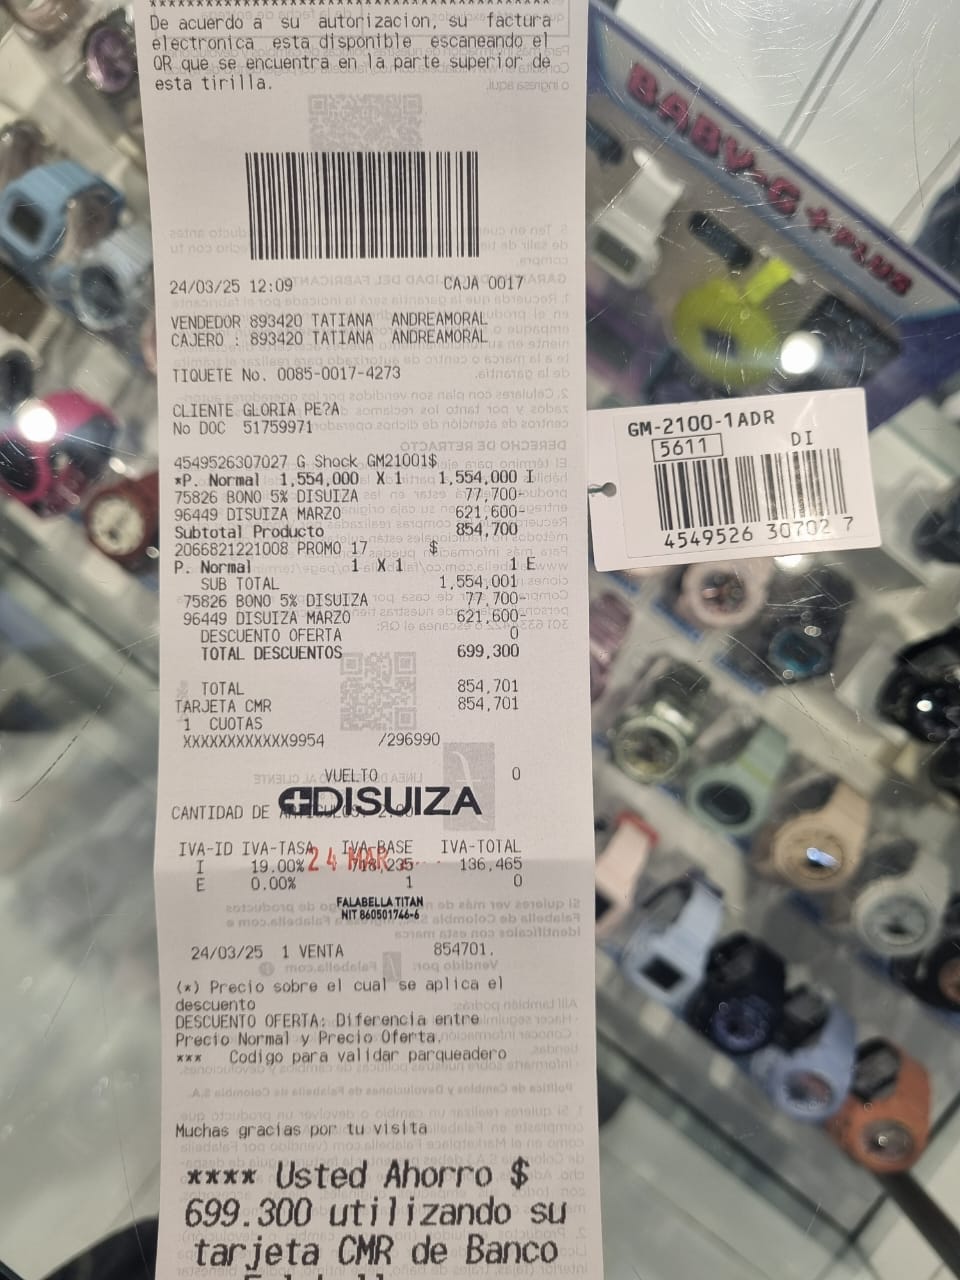 De acuerdo a su autorizacion, su factura
electronica esta disponible escaneando el
QR que se encuentra en la parte superior de
esta tirilla.
24/03/25 12:09 CAJA 0017
VENDEDOR 893420 TATIANA ANDREAMORAL
CAJERO : 893420 TATIANA ANDREAMORAL
TIQUETE No. 0085-0017-4273
CLIENTE GLORIA PE?A
No DOC 51759971
4549526307027 G Shock GM21001$
*P. Normal 1,554,000 X 1 1,554,000 I
75826 BONO 5% DISUIZA 77,700-
96449 DISUIZA MARZO 621,600-
Subtotal Producto 854,700
2066821221008 PROMO 17 $
P. Normal 1 X 1 1 E
SUB TOTAL 1,554,001
75826 BONO 5% DISUIZA 77,700-
96449 DISUIZA MARZO 621,600-
DESCUENTO OFERTA 0
TOTAL DESCUENTOS 699,300
TOTAL 854,701
TARJETA CMR 854,701
1 CUOTAS
XXXXXXXXXXXX9954 /296990
VUELTO 0
DISUIZA
CANTIDAD DE
IVA-ID IVA-TASA IVA-BASE IVA-TOTAL
I 19.00% 136,465
E 0.00% 1 0
24 MAR
FALABELLA TITAN
NIT 860501746-6
24/03/25 1 VENTA 854701.
(*) Precio sobre el cual se aplica el
descuento
DESCUENTO OFERTA: Diferencia entre
Precio Normal y Precio Oferta.
*** Codigo para validar parqueadero
Muchas gracias por tu visita
**** Usted Ahorro $
699.300 utilizando su
tarjeta CMR de Banco
BABY-G + PLUS
GM-2100-1ADR
5611 DI
4549526 307027